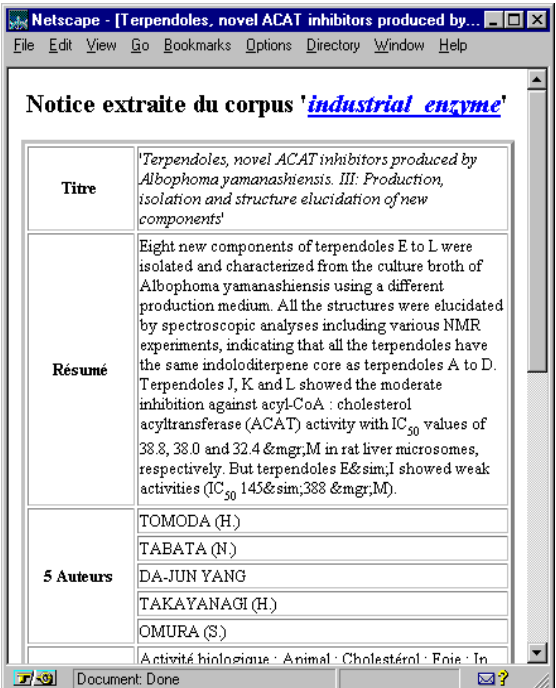 Netscape - [Terpendoles, novel ACAT inhibitors produced by...
File Edit View Go Bookmarks Options Directory Window Help
Notice extraite du corpus 'industrial_enzyme'
Titre
'Terpendoles, novel ACAT inhibitors produced by
Albophoma yamanashiensis. III: Production,
isolation and structure elucidation of new
components'
Résumé
Eight new components of terpendoles E to L were
isolated and characterized from the culture broth of
Albophoma yamanashiensis using a different
production medium. All the structures were elucidated
by spectroscopic analyses including various NMR
experiments, indicating that all the terpendoles have
the same indoloditerpene core as terpendoles A to D.
Terpendoles J, K and L showed the moderate
inhibition against acyl-CoA : cholesterol
acyltransferase (ACAT) activity with IC50 values of
38.8, 38.0 and 32.4 &mgr;M in rat liver microsomes,
respectively. But terpendoles E&sim;I showed weak
activities (IC50 145&sim;388 &mgr;M).
5 Auteurs
TOMODA (H.)
TABATA (N.)
DA-JUN YANG
TAKAYANAGI (H.)
OMURA (S.)
Activité biologique : Animal : Cholestérol : Foie : In
Document: Done